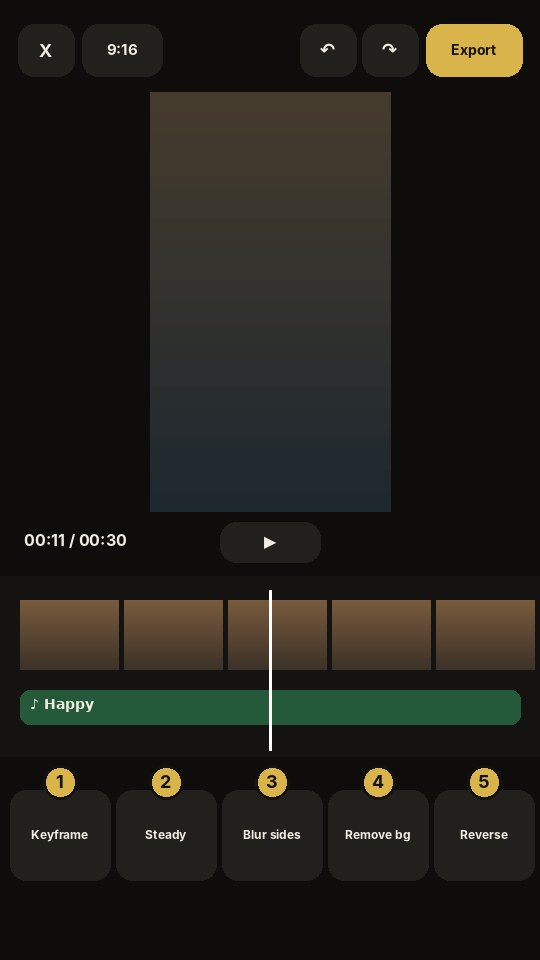 X 9:16 ↶ ↷ Export
00:11 / 00:30 ▶
♪ Happy
1 2 3 4 5
Keyframe Steady Blur sides Remove bg Reverse